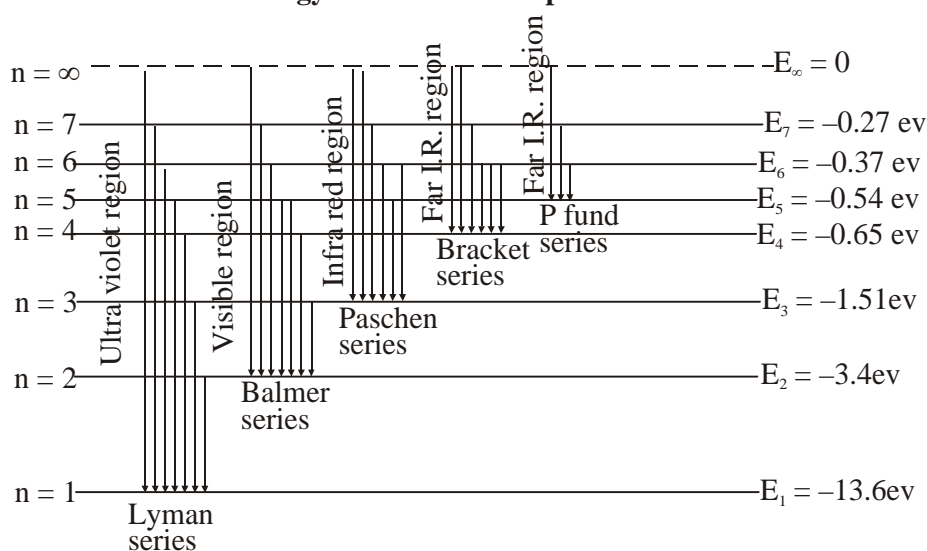 n = ∞
E∞ = 0
n = 7
E7 = –0.27 ev
n = 6
E6 = –0.37 ev
n = 5
E5 = –0.54 ev
n = 4
E4 = –0.65 ev
n = 3
E3 = –1.51ev
n = 2
E2 = –3.4ev
n = 1
E1 = –13.6ev
Ultra violet region
Visible region
Infra red region
Far I.R. region
Far I.R. region
Lyman
series
Balmer
series
Paschen
series
Bracket
series
P fund
series